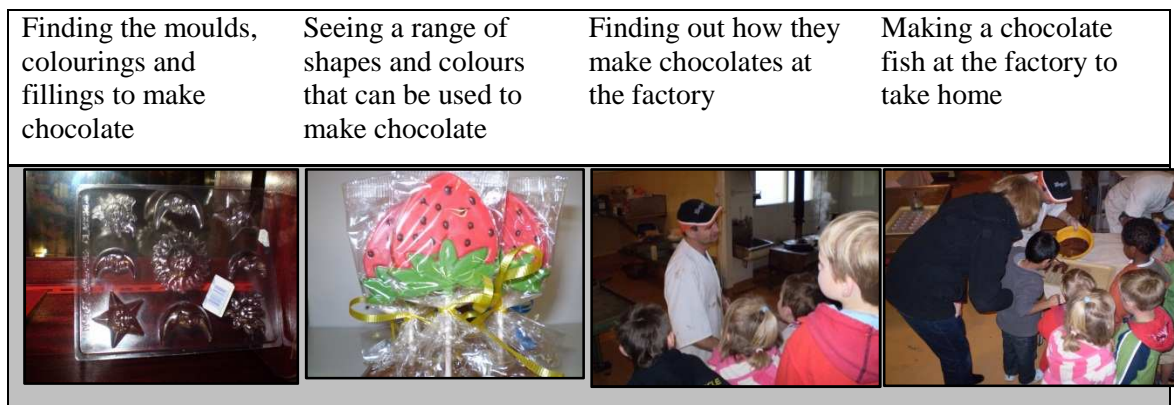 Finding the moulds,
colourings and
fillings to make
chocolate
Seeing a range of
shapes and colours
that can be used to
make chocolate
Finding out how they
make chocolates at
the factory
Making a chocolate
fish at the factory to
take home